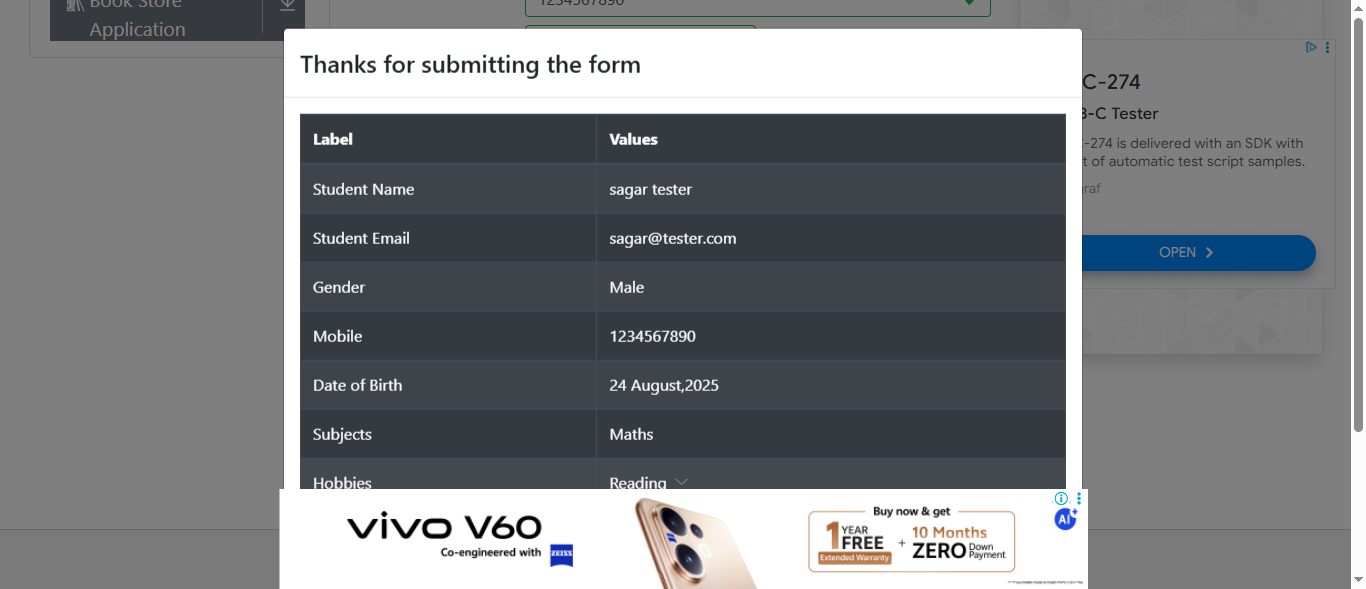 Book Store
Application
1234567890
Thanks for submitting the form
Label Values
Student Name sagar tester
Student Email sagar@tester.com
Gender Male
Mobile 1234567890
Date of Birth 24 August,2025
Subjects Maths
Hobbies Reading
C-274
-C Tester
-274 is delivered with an SDK with
t of automatic test script samples.
graf
OPEN
vivo V60
Co-engineered with ZEISS
Buy now & get
1 YEAR FREE Extended Warranty + 10 Months ZERO Down Payment
AI